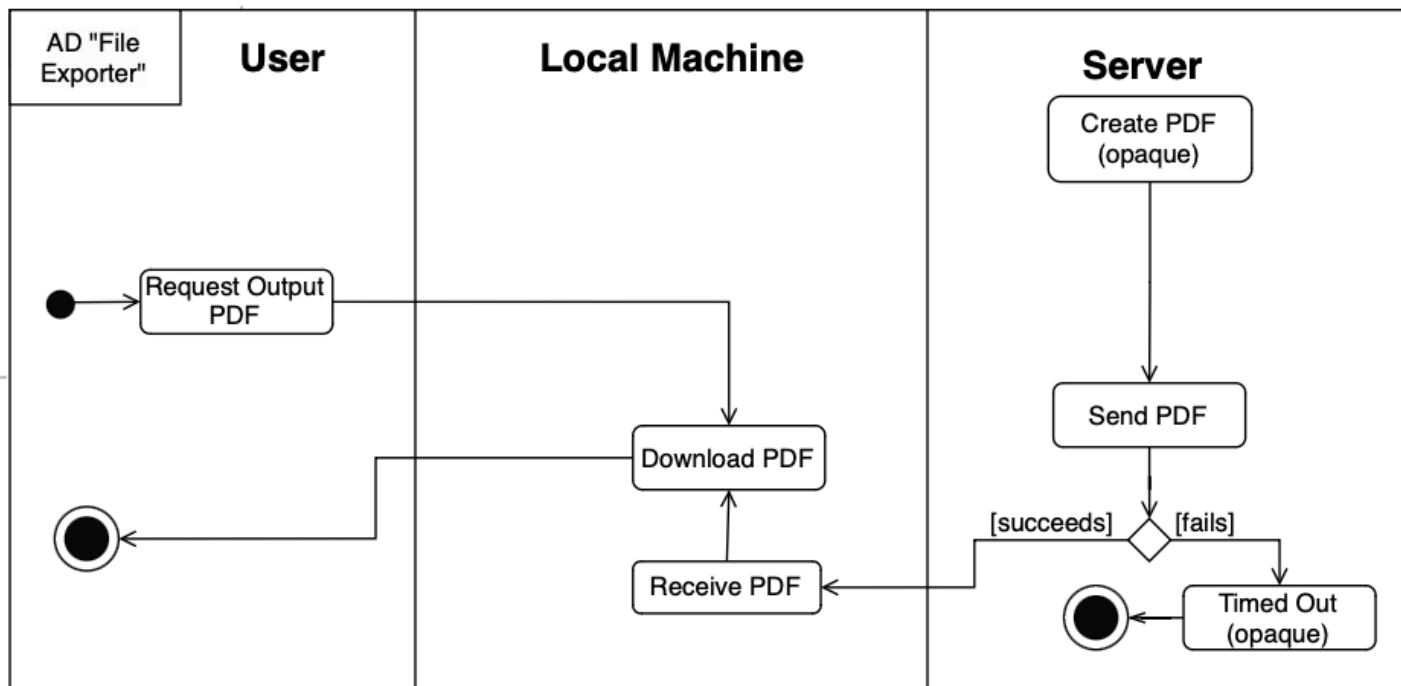 AD "File
Exporter"
User
Local Machine
Server
Create PDF
(opaque)
Request Output
PDF
Send PDF
Download PDF
[succeeds]
[fails]
Receive PDF
Timed Out
(opaque)